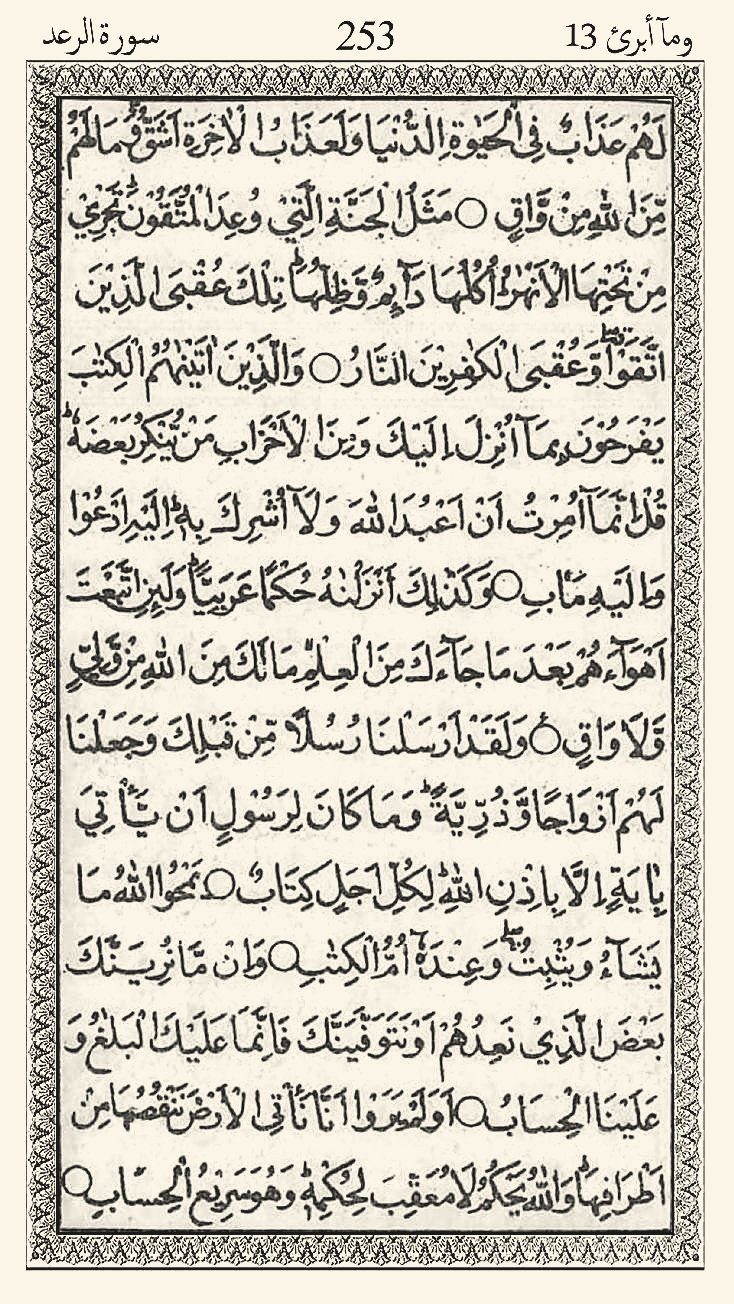 ومآ أبرئ 13 253 سورة الرعد
لَهُمْ عَذَابٌ فِى الْحَيٰوةِ الدُّنْيَا وَلَعَذَابُ الْاٰخِرَةِ اَشَقُّ ۚ وَمَا لَهُمْ
مِّنَ اللّٰهِ مِنْ وَّاقٍ ○ مَثَلُ الْجَنَّةِ الَّتِيْ وُعِدَ الْمُتَّقُوْنَ ؕ تَجْرِيْ
مِنْ تَحْتِهَا الْاَنْهٰرُ ؕ اُكُلُهَا دَآىِٕمٌ وَّظِلُّهَا ؕ تِلْكَ عُقْبَى الَّذِيْنَ
اتَّقَوْا ۖ وَّعُقْبَى الْكٰفِرِيْنَ النَّارُ ○ وَالَّذِيْنَ اٰتَيْنٰهُمُ الْكِتٰبَ
يَفْرَحُوْنَ بِمَآ اُنْزِلَ اِلَيْكَ وَمِنَ الْاَحْزَابِ مَنْ يُّنْكِرُ بَعْضَهٗ ؕ
قُلْ اِنَّمَآ اُمِرْتُ اَنْ اَعْبُدَ اللّٰهَ وَلَآ اُشْرِكَ بِهٖ ؕ اِلَيْهِ اَدْعُوْا
وَاِلَيْهِ مَاٰبِ ○ وَكَذٰلِكَ اَنْزَلْنٰهُ حُكْمًا عَرَبِيًّا ؕ وَلَىِٕنِ اتَّبَعْتَ
اَهْوَآءَهُمْ بَعْدَ مَا جَآءَكَ مِنَ الْعِلْمِ ۙ مَا لَكَ مِنَ اللّٰهِ مِنْ وَّلِيٍّ
وَّلَا وَاقٍ ○ وَلَقَدْ اَرْسَلْنَا رُسُلًا مِّنْ قَبْلِكَ وَجَعَلْنَا
لَهُمْ اَزْوَاجًا وَّذُرِّيَّةً ؕ وَمَا كَانَ لِرَسُوْلٍ اَنْ يَّاْتِيَ
بِاٰيَةٍ اِلَّا بِاِذْنِ اللّٰهِ ؕ لِكُلِّ اَجَلٍ كِتَابٌ ○ يَمْحُوا اللّٰهُ مَا
يَشَآءُ وَيُثْبِتُ ۖ وَعِنْدَهٗٓ اُمُّ الْكِتٰبِ ○ وَاِنْ مَّا نُرِيَنَّكَ
بَعْضَ الَّذِيْ نَعِدُهُمْ اَوْ نَتَوَفَّيَنَّكَ فَاِنَّمَا عَلَيْكَ الْبَلٰغُ وَ
عَلَيْنَا الْحِسَابُ ○ اَوَلَمْ يَرَوْا اَنَّا نَاْتِى الْاَرْضَ نَنْقُصُهَا مِنْ
اَطْرَافِهَا ؕ وَاللّٰهُ يَحْكُمُ لَا مُعَقِّبَ لِحُكْمِهٖ ؕ وَهُوَ سَرِيْعُ الْحِسَابِ ○